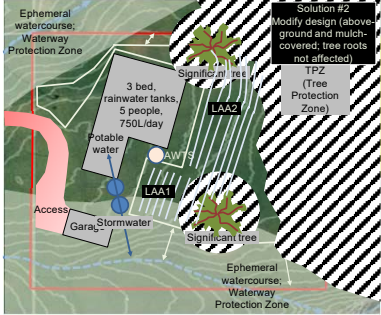 Ephemeral
watercourse;
Waterway
Protection Zone
Solution #2
Modify design (above-
ground and mulch-
covered; tree roots
not affected)
Significant tree
TPZ
(Tree
Protection
Zone)
3 bed,
rainwater tanks,
5 people,
750L/day
LAA2
Potable
water
AWTS
LAA1
Access
Garage
Stormwater
Significant tree
Ephemeral
watercourse;
Waterway
Protection Zone